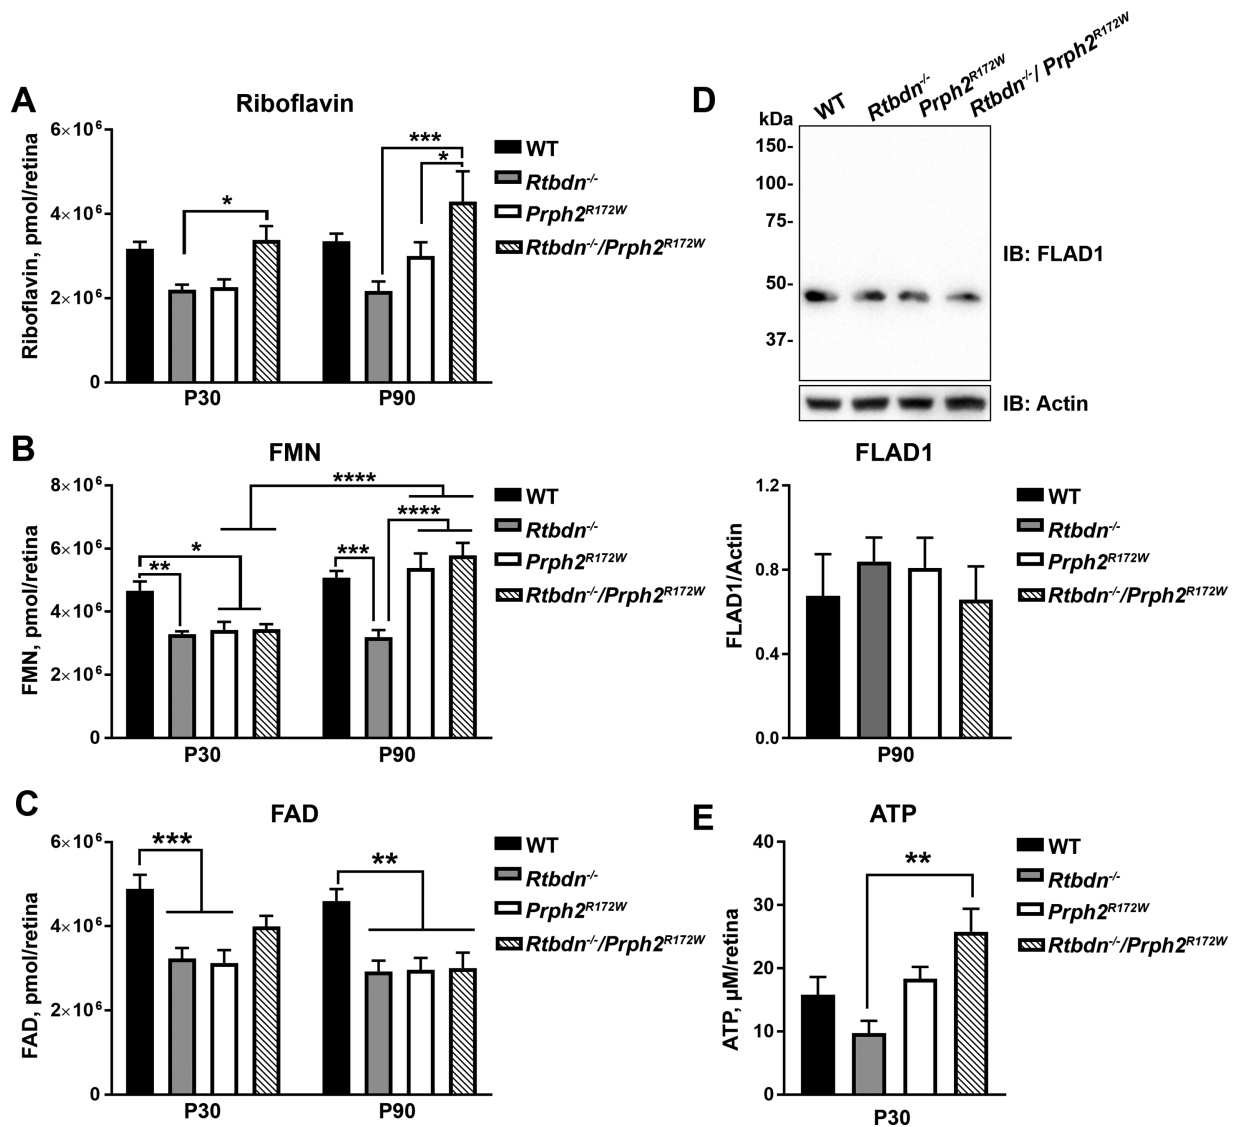 A
Riboflavin
Riboflavin, pmol/retina
6×10⁶
4×10⁶
2×10⁶
0
*
***
*
P30
P90
WT
Rtbdn⁻/⁻
Prph2ᴿ¹⁷²ᵂ
Rtbdn⁻/⁻/Prph2ᴿ¹⁷²ᵂ
B
FMN
FMN, pmol/retina
8×10⁶
6×10⁶
4×10⁶
2×10⁶
0
****
****
***
*
**
P30
P90
WT
Rtbdn⁻/⁻
Prph2ᴿ¹⁷²ᵂ
Rtbdn⁻/⁻/Prph2ᴿ¹⁷²ᵂ
C
FAD
FAD, pmol/retina
6×10⁶
4×10⁶
2×10⁶
0
***
**
P30
P90
WT
Rtbdn⁻/⁻
Prph2ᴿ¹⁷²ᵂ
Rtbdn⁻/⁻/Prph2ᴿ¹⁷²ᵂ
D
WT
Rtbdn⁻/⁻
Prph2ᴿ¹⁷²ᵂ
Rtbdn⁻/⁻/ Prph2ᴿ¹⁷²ᵂ
kDa
150-
100-
75-
50-
37-
IB: FLAD1
IB: Actin
FLAD1
FLAD1/Actin
1.2
0.8
0.4
0.0
P90
WT
Rtbdn⁻/⁻
Prph2ᴿ¹⁷²ᵂ
Rtbdn⁻/⁻/Prph2ᴿ¹⁷²ᵂ
E
ATP
ATP, µM/retina
40
30
20
10
0
**
P30
WT
Rtbdn⁻/⁻
Prph2ᴿ¹⁷²ᵂ
Rtbdn⁻/⁻/Prph2ᴿ¹⁷²ᵂ